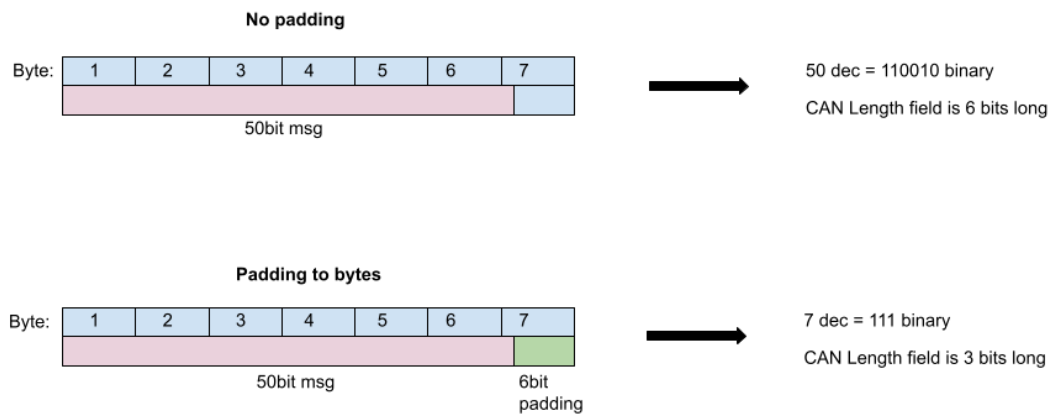 No padding
Byte: 1 2 3 4 5 6 7
50bit msg
50 dec = 110010 binary
CAN Length field is 6 bits long
Padding to bytes
Byte: 1 2 3 4 5 6 7
50bit msg
6bit
padding
7 dec = 111 binary
CAN Length field is 3 bits long